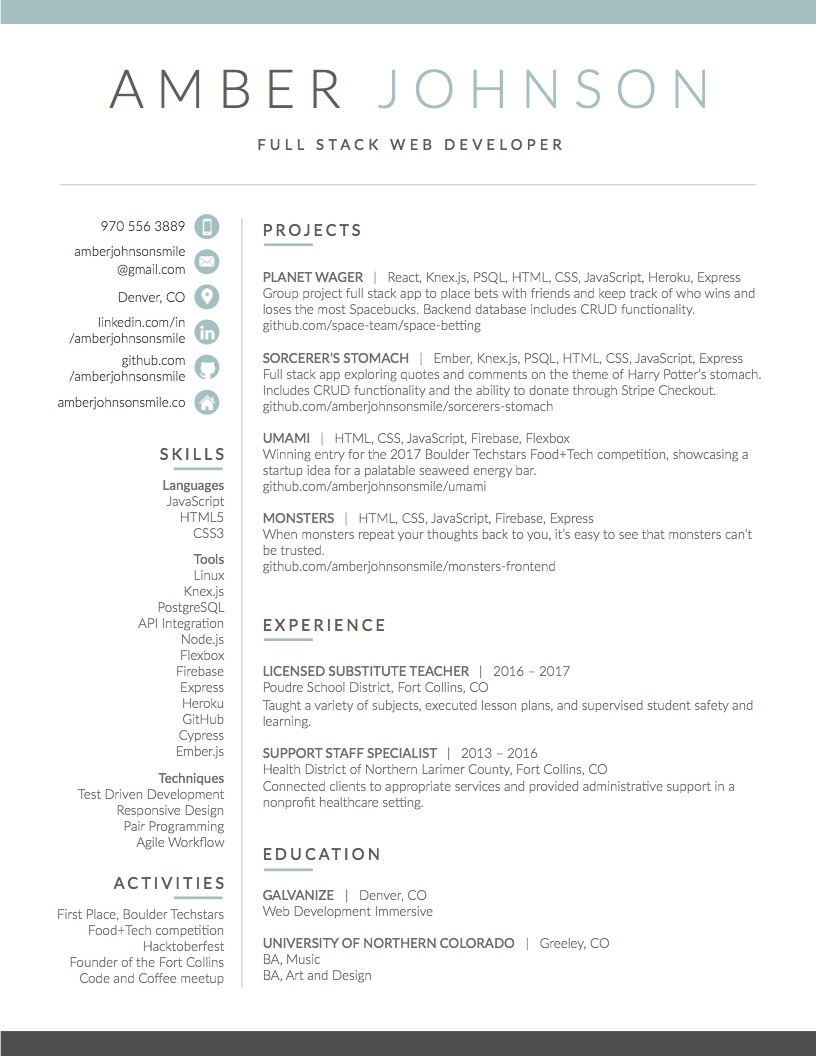 AMBER JOHNSON
FULL STACK WEB DEVELOPER
970 556 3889
amberjohnsonsmile
@gmail.com
Denver, CO
linkedin.com/in
/amberjohnsonsmile
github.com
/amberjohnsonsmile
amberjohnsonsmile.co
SKILLS
Languages
JavaScript
HTML5
CSS3
Tools
Linux
Knex.js
PostgreSQL
API Integration
Node.js
Flexbox
Firebase
Express
Heroku
GitHub
Cypress
Ember.js
Techniques
Test Driven Development
Responsive Design
Pair Programming
Agile Workflow
ACTIVITIES
First Place, Boulder Techstars
Food+Tech competition
Hacktoberfest
Founder of the Fort Collins
Code and Coffee meetup
PROJECTS
PLANET WAGER | React, Knex.js, PSQL, HTML, CSS, JavaScript, Heroku, Express
Group project full stack app to place bets with friends and keep track of who wins and
loses the most Spacebucks. Backend database includes CRUD functionality.
github.com/space-team/space-betting
SORCERER'S STOMACH | Ember, Knex.js, PSQL, HTML, CSS, JavaScript, Express
Full stack app exploring quotes and comments on the theme of Harry Potter's stomach.
Includes CRUD functionality and the ability to donate through Stripe Checkout.
github.com/amberjohnsonsmile/sorcerers-stomach
UMAMI | HTML, CSS, JavaScript, Firebase, Flexbox
Winning entry for the 2017 Boulder Techstars Food+Tech competition, showcasing a
startup idea for a palatable seaweed energy bar.
github.com/amberjohnsonsmile/umami
MONSTERS | HTML, CSS, JavaScript, Firebase, Express
When monsters repeat your thoughts back to you, it's easy to see that monsters can't
be trusted.
github.com/amberjohnsonsmile/monsters-frontend
EXPERIENCE
LICENSED SUBSTITUTE TEACHER | 2016 – 2017
Poudre School District, Fort Collins, CO
Taught a variety of subjects, executed lesson plans, and supervised student safety and
learning.
SUPPORT STAFF SPECIALIST | 2013 – 2016
Health District of Northern Larimer County, Fort Collins, CO
Connected clients to appropriate services and provided administrative support in a
nonprofit healthcare setting.
EDUCATION
GALVANIZE | Denver, CO
Web Development Immersive
UNIVERSITY OF NORTHERN COLORADO | Greeley, CO
BA, Music
BA, Art and Design